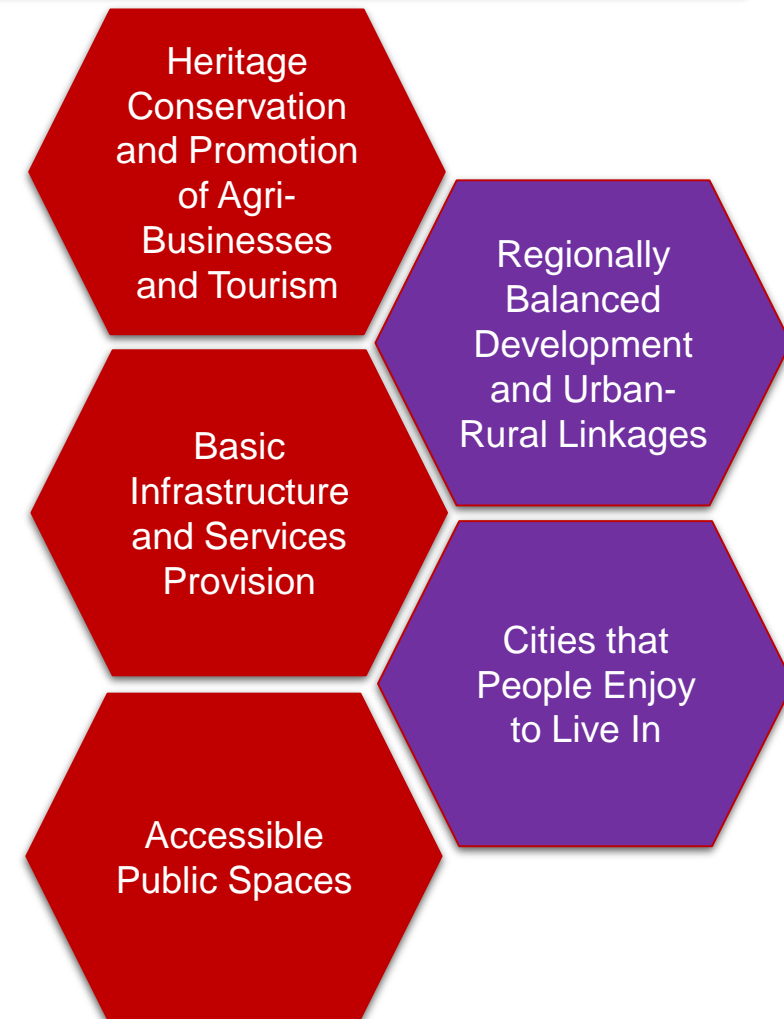 Heritage
Conservation
and Promotion
of Agri-
Businesses
and Tourism
Regionally
Balanced
Development
and Urban-
Rural Linkages
Basic
Infrastructure
and Services
Provision
Cities that
People Enjoy
to Live In
Accessible
Public Spaces